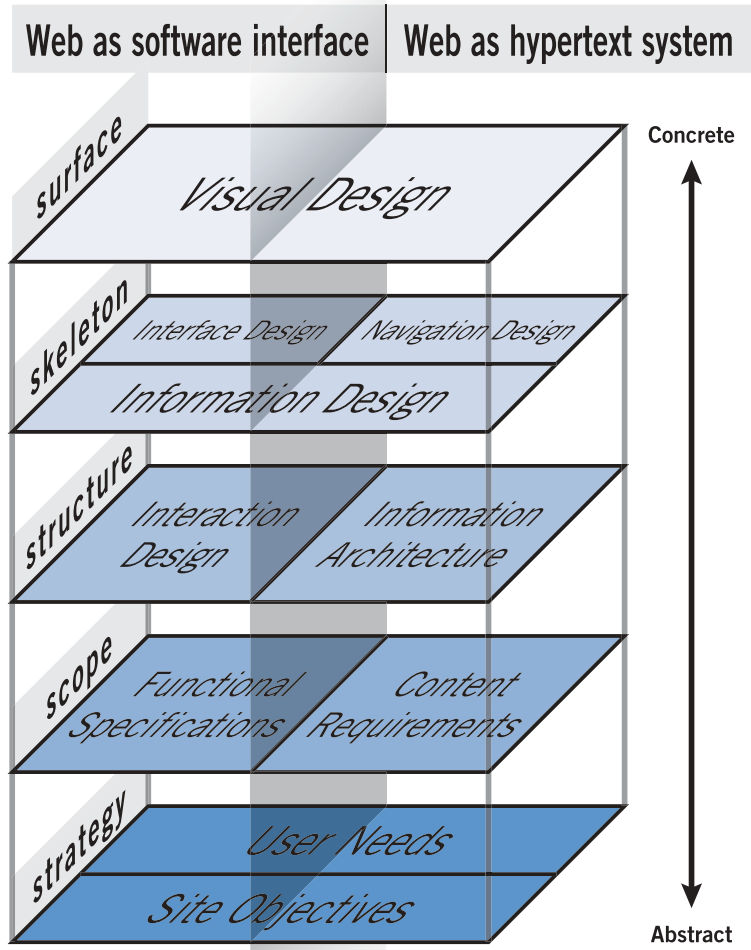 Web as software interface
Web as hypertext system
Concrete
surface
Visual Design
skeleton
Interface Design
Navigation Design
Information Design
structure
Interaction
Design
Information
Architecture
scope
Functional
Specifications
Content
Requirements
strategy
User Needs
Site Objectives
Abstract